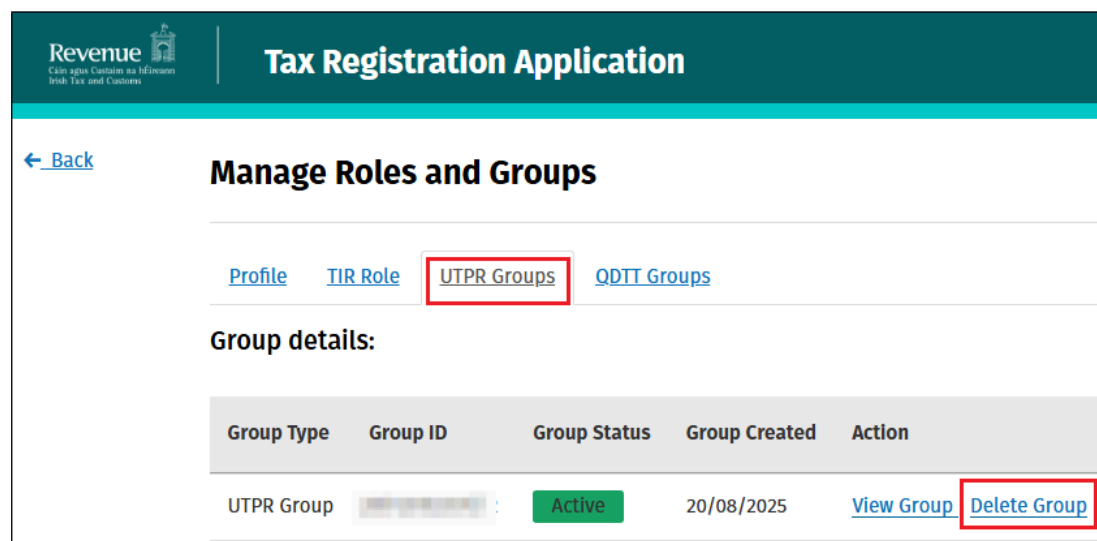 Revenue
Cáin agus Custaim na hÉireann
Irish Tax and Customs
Tax Registration Application
← Back
Manage Roles and Groups
Profile TIR Role UTPR Groups QDTT Groups
Group details:
Group Type Group ID Group Status Group Created Action
UTPR Group Active 20/08/2025 View Group Delete Group